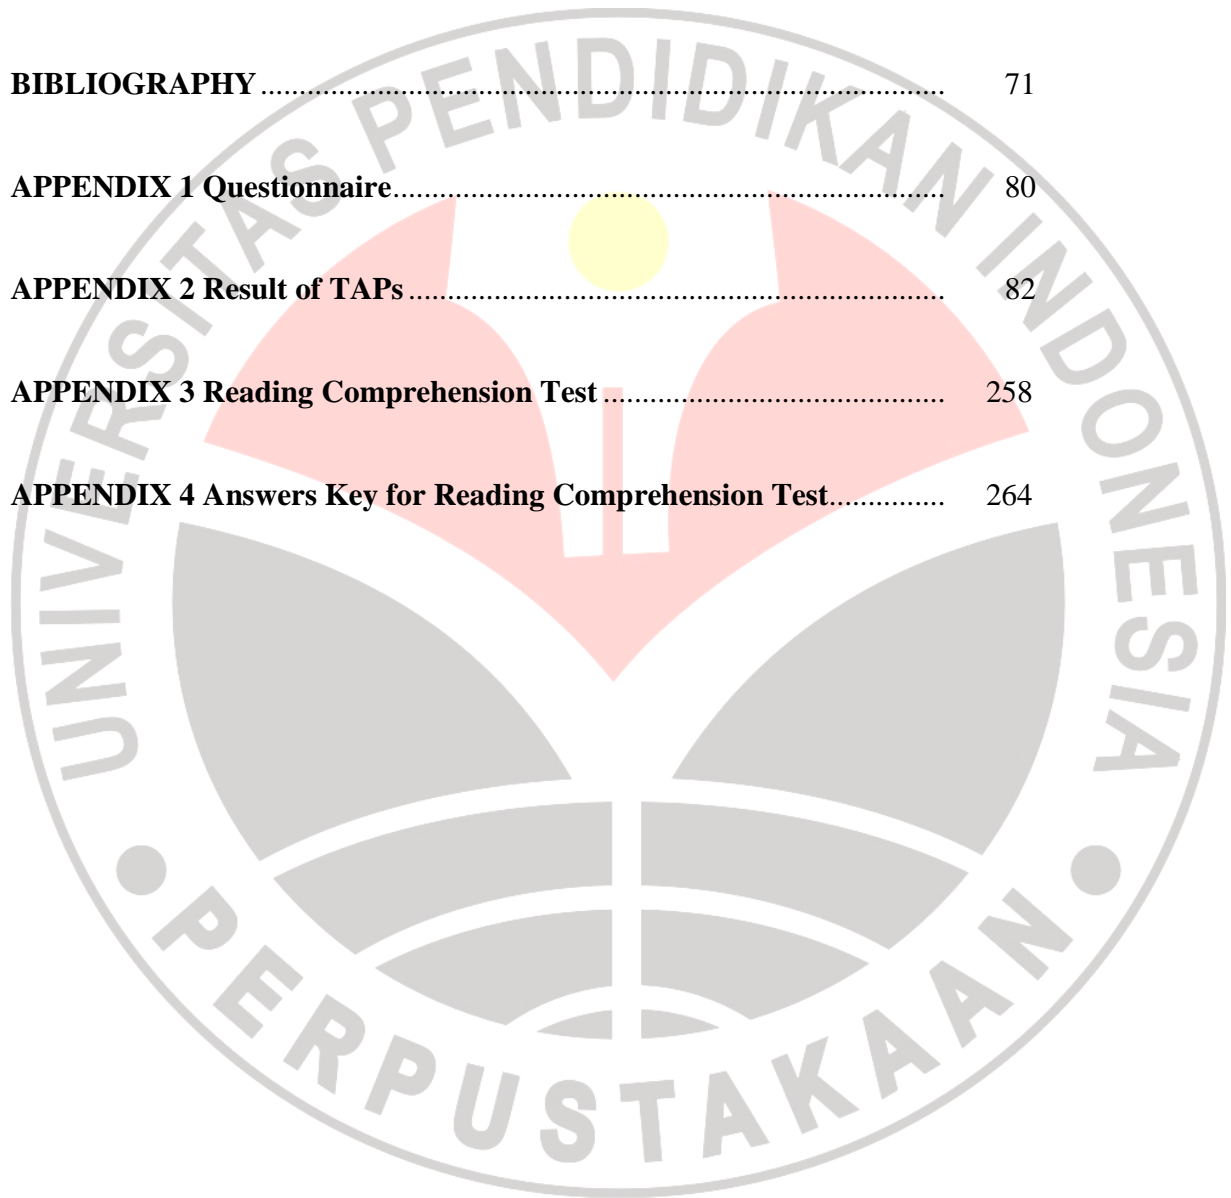 BIBLIOGRAPHY ........................................................................................ 71
APPENDIX 1 Questionnaire....................................................................... 80
APPENDIX 2 Result of TAPs ..................................................................... 82
APPENDIX 3 Reading Comprehension Test ............................................ 258
APPENDIX 4 Answers Key for Reading Comprehension Test............... 264
UNIVERSITAS PENDIDIKAN INDONESIA
PERPUSTAKAAN